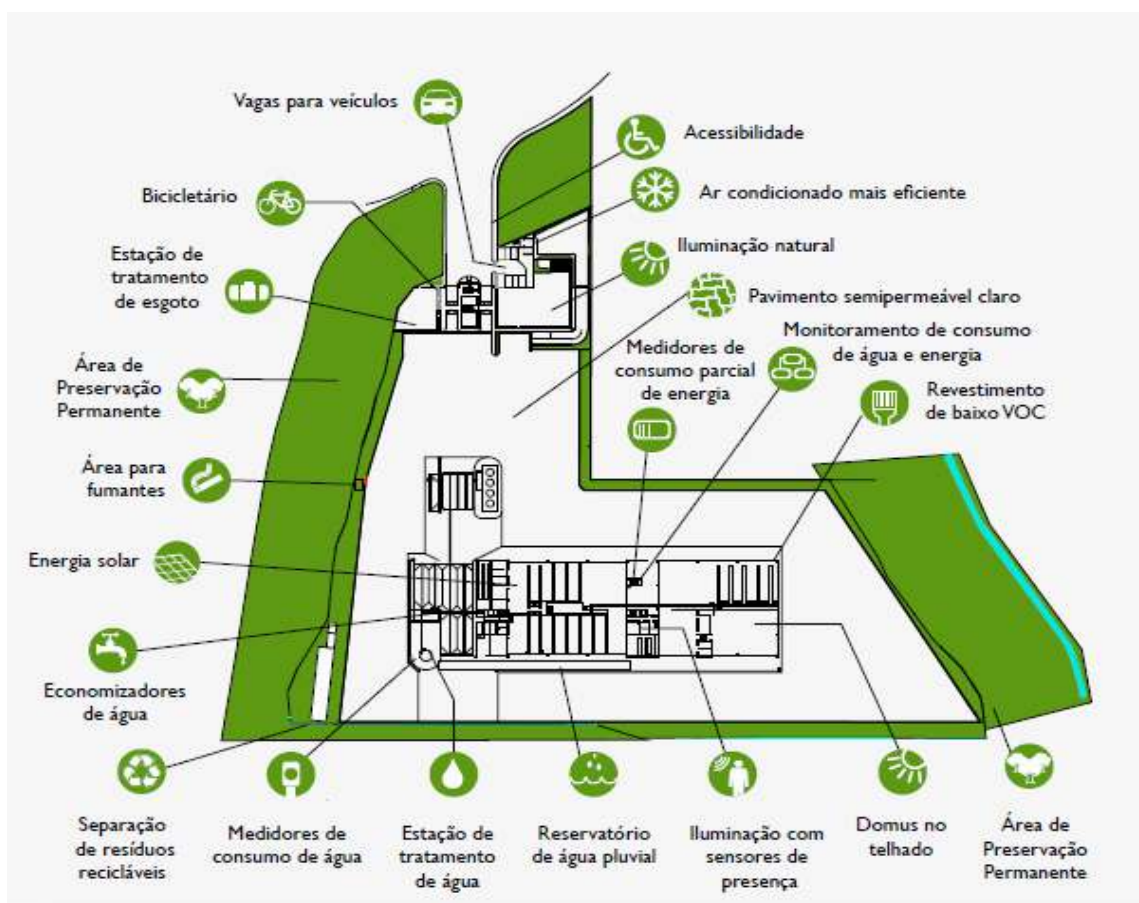 Vagas para veículos
Acessibilidade
Bicicletário
Ar condicionado mais eficiente
Estação de
tratamento
de esgoto
Iluminação natural
Pavimento semipermeável claro
Monitoramento de consumo
de água e energia
Medidores de
consumo parcial
de energia
Área de
Preservação
Permanente
Revestimento
de baixo VOC
Área para
fumantes
Energia solar
Economizadores
de água
Separação
de resíduos
recicláveis
Medidores de
consumo de água
Estação de
tratamento
de água
Reservatório
de água pluvial
Iluminação com
sensores de
presença
Domus no
telhado
Área de
Preservação
Permanente